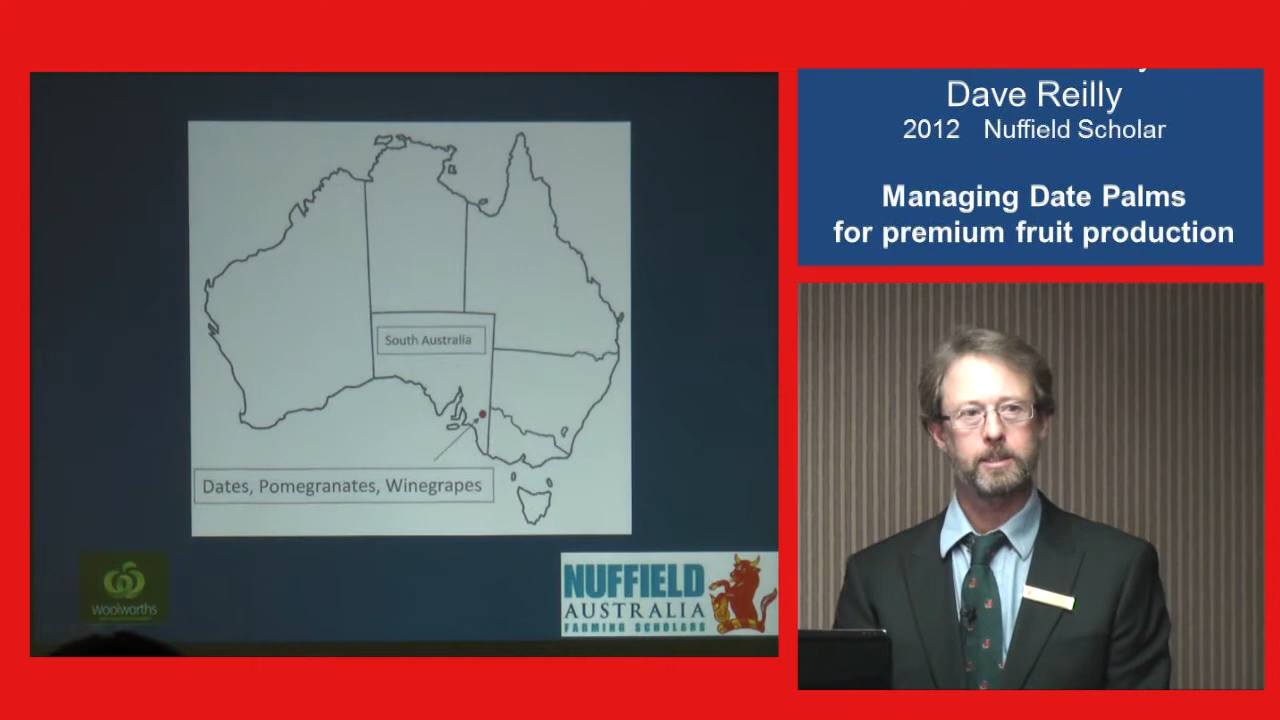 South Australia
Dates, Pomegranates, Winegrapes
Woolworths
NUFFIELD
AUSTRALIA
FARMING SCHOLARS
Dave Reilly
2012 Nuffield Scholar
Managing Date Palms
for premium fruit production